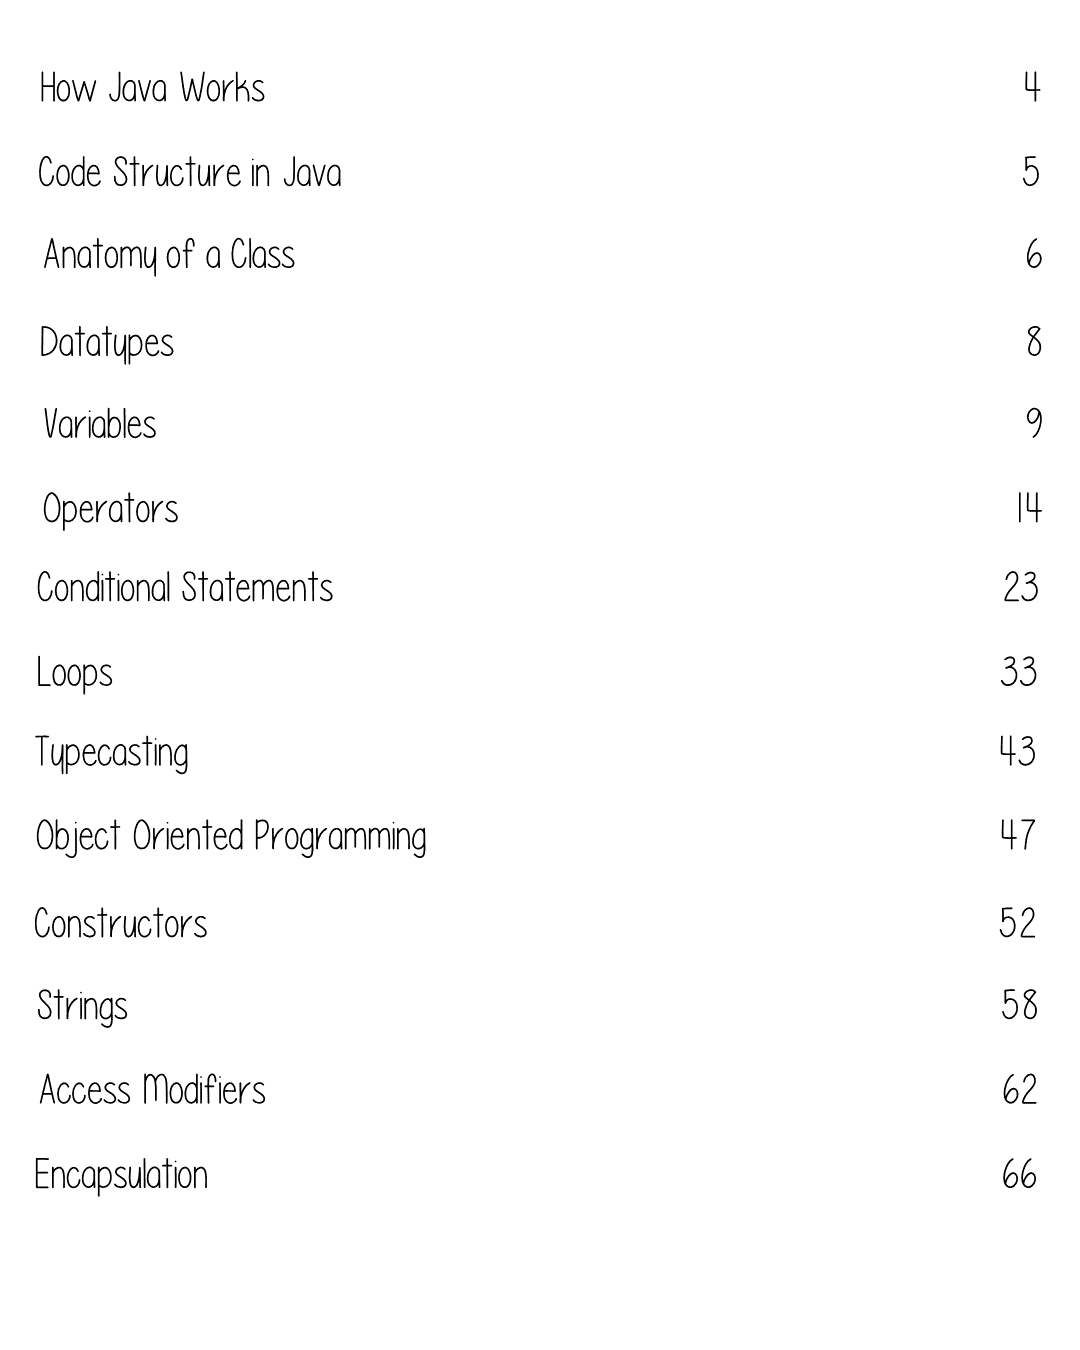 How Java Works 4
Code Structure in Java 5
Anatomy of a Class 6
Datatypes 8
Variables 9
Operators 14
Conditional Statements 23
Loops 33
Typecasting 43
Object Oriented Programming 47
Constructors 52
Strings 58
Access Modifiers 62
Encapsulation 66